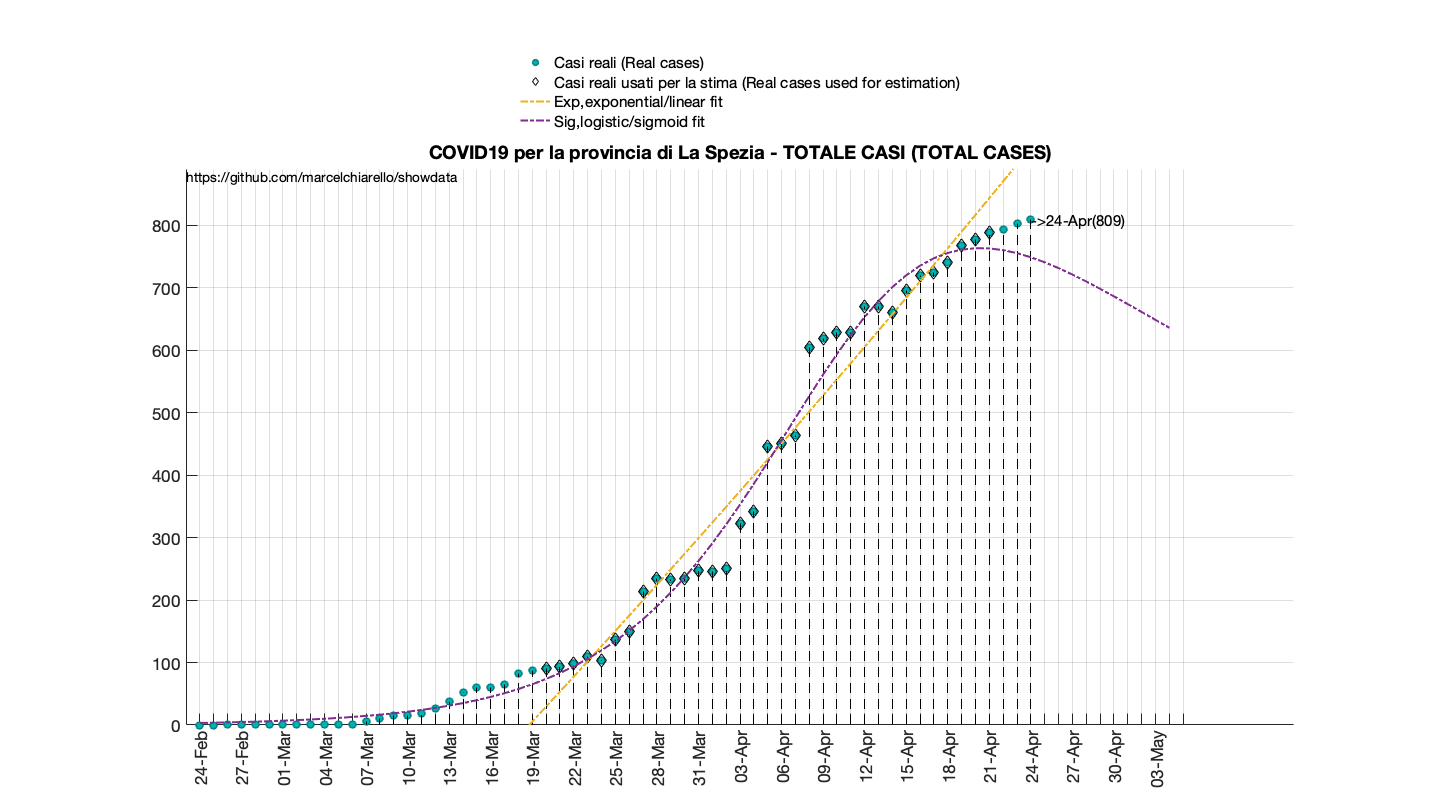 Casi reali (Real cases)
Casi reali usati per la stima (Real cases used for estimation)
Exp,exponential/linear fit
Sig,logistic/sigmoid fit
COVID19 per la provincia di La Spezia - TOTALE CASI (TOTAL CASES)
https://github.com/marcelchiarello/showdata
800
700
600
500
400
300
200
100
0
->24-Apr(809)
24-Feb
27-Feb
01-Mar
04-Mar
07-Mar
10-Mar
13-Mar
16-Mar
19-Mar
22-Mar
25-Mar
28-Mar
31-Mar
03-Apr
06-Apr
09-Apr
12-Apr
15-Apr
18-Apr
21-Apr
24-Apr
27-Apr
30-Apr
03-May